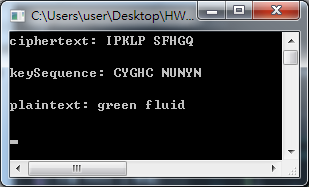 C:\Users\user\Desktop\HW...
ciphertext: IPKLP SFHGQ
keySequence: CYGHC NUNYN
plaintext: green fluid